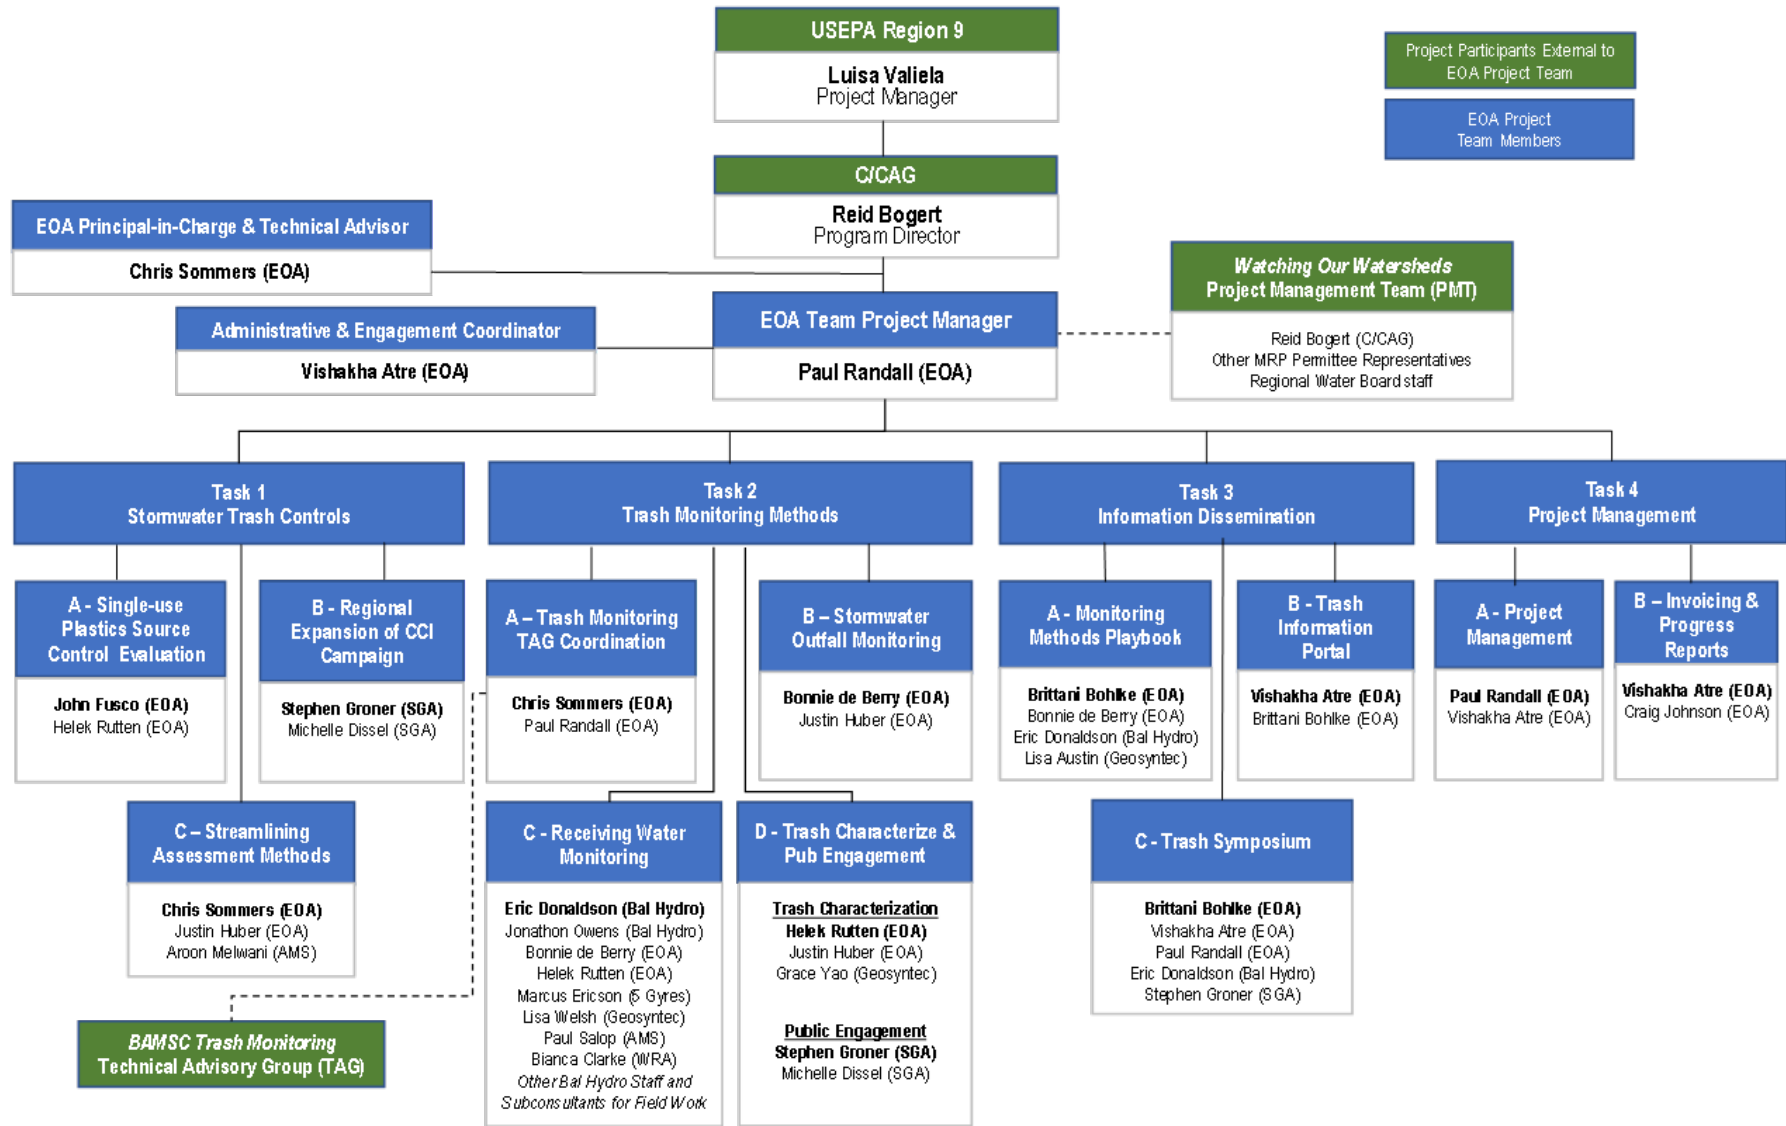 USEPA Region 9
Luisa Valiela
Project Manager
Project Participants External to
EOA Project Team
EOA Project
Team Members
C/CAG
Reid Bogert
Program Director
EOA Principal-in-Charge & Technical Advisor
Chris Sommers (EOA)
Watching Our Watersheds
Project Management Team (PMT)
Reid Bogert (C/CAG)
Other MRP Permittee Representatives
Regional Water Board staff
Administrative & Engagement Coordinator
Vishakha Atre (EOA)
EOA Team Project Manager
Paul Randall (EOA)
Task 1
Stormwater Trash Controls
Task 2
Trash Monitoring Methods
Task 3
Information Dissemination
Task 4
Project Management
A - Single-use
Plastics Source
Control Evaluation
John Fusco (EOA)
Helek Rutten (EOA)
B - Regional
Expansion of CCI
Campaign
Stephen Groner (SGA)
Michelle Dissel (SGA)
A – Trash Monitoring
TAG Coordination
Chris Sommers (EOA)
Paul Randall (EOA)
B – Stormwater
Outfall Monitoring
Bonnie de Berry (EOA)
Justin Huber (EOA)
A - Monitoring
Methods Playbook
Brittani Bohlke (EOA)
Bonnie de Berry (EOA)
Eric Donaldson (Bal Hydro)
Lisa Austin (Geosyntec)
B - Trash
Information
Portal
Vishakha Atre (EOA)
Brittani Bohlke (EOA)
A - Project
Management
Paul Randall (EOA)
Vishakha Atre (EOA)
B – Invoicing &
Progress
Reports
Vishakha Atre (EOA)
Craig Johnson (EOA)
C – Streamlining
Assessment Methods
Chris Sommers (EOA)
Justin Huber (EOA)
Aroon Melwani (AMS)
C - Receiving Water
Monitoring
Eric Donaldson (Bal Hydro)
Jonathon Owens (Bal Hydro)
Bonnie de Berry (EOA)
Helek Rutten (EOA)
Marcus Ericson (5 Gyres)
Lisa Welsh (Geosyntec)
Paul Salop (AMS)
Bianca Clarke (WRA)
Other Bal Hydro Staff and
Subconsultants for Field Work
D - Trash Characterize &
Pub Engagement
Trash Characterization
Helek Rutten (EOA)
Justin Huber (EOA)
Grace Yao (Geosyntec)
Public Engagement
Stephen Groner (SGA)
Michelle Dissel (SGA)
C - Trash Symposium
Brittani Bohlke (EOA)
Vishakha Atre (EOA)
Paul Randall (EOA)
Eric Donaldson (Bal Hydro)
Stephen Groner (SGA)
BAMSC Trash Monitoring
Technical Advisory Group (TAG)